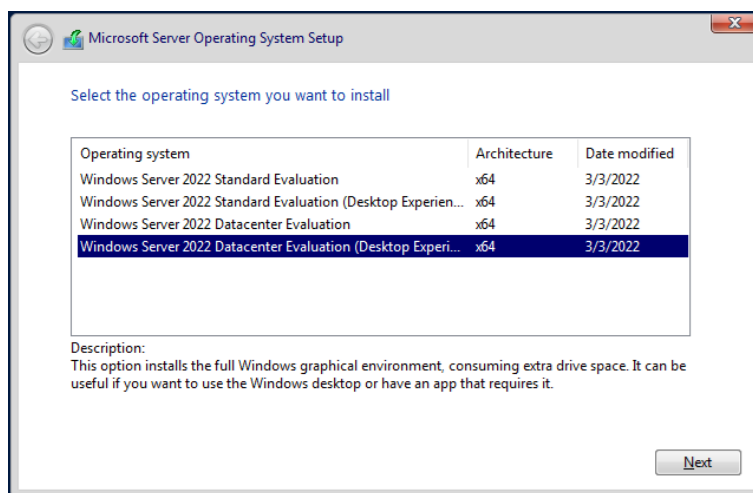 Microsoft Server Operating System Setup
Select the operating system you want to install
Operating system Architecture Date modified
Windows Server 2022 Standard Evaluation x64 3/3/2022
Windows Server 2022 Standard Evaluation (Desktop Experien... x64 3/3/2022
Windows Server 2022 Datacenter Evaluation x64 3/3/2022
Windows Server 2022 Datacenter Evaluation (Desktop Experi... x64 3/3/2022
Description:
This option installs the full Windows graphical environment, consuming extra drive space. It can be
useful if you want to use the Windows desktop or have an app that requires it.
Next